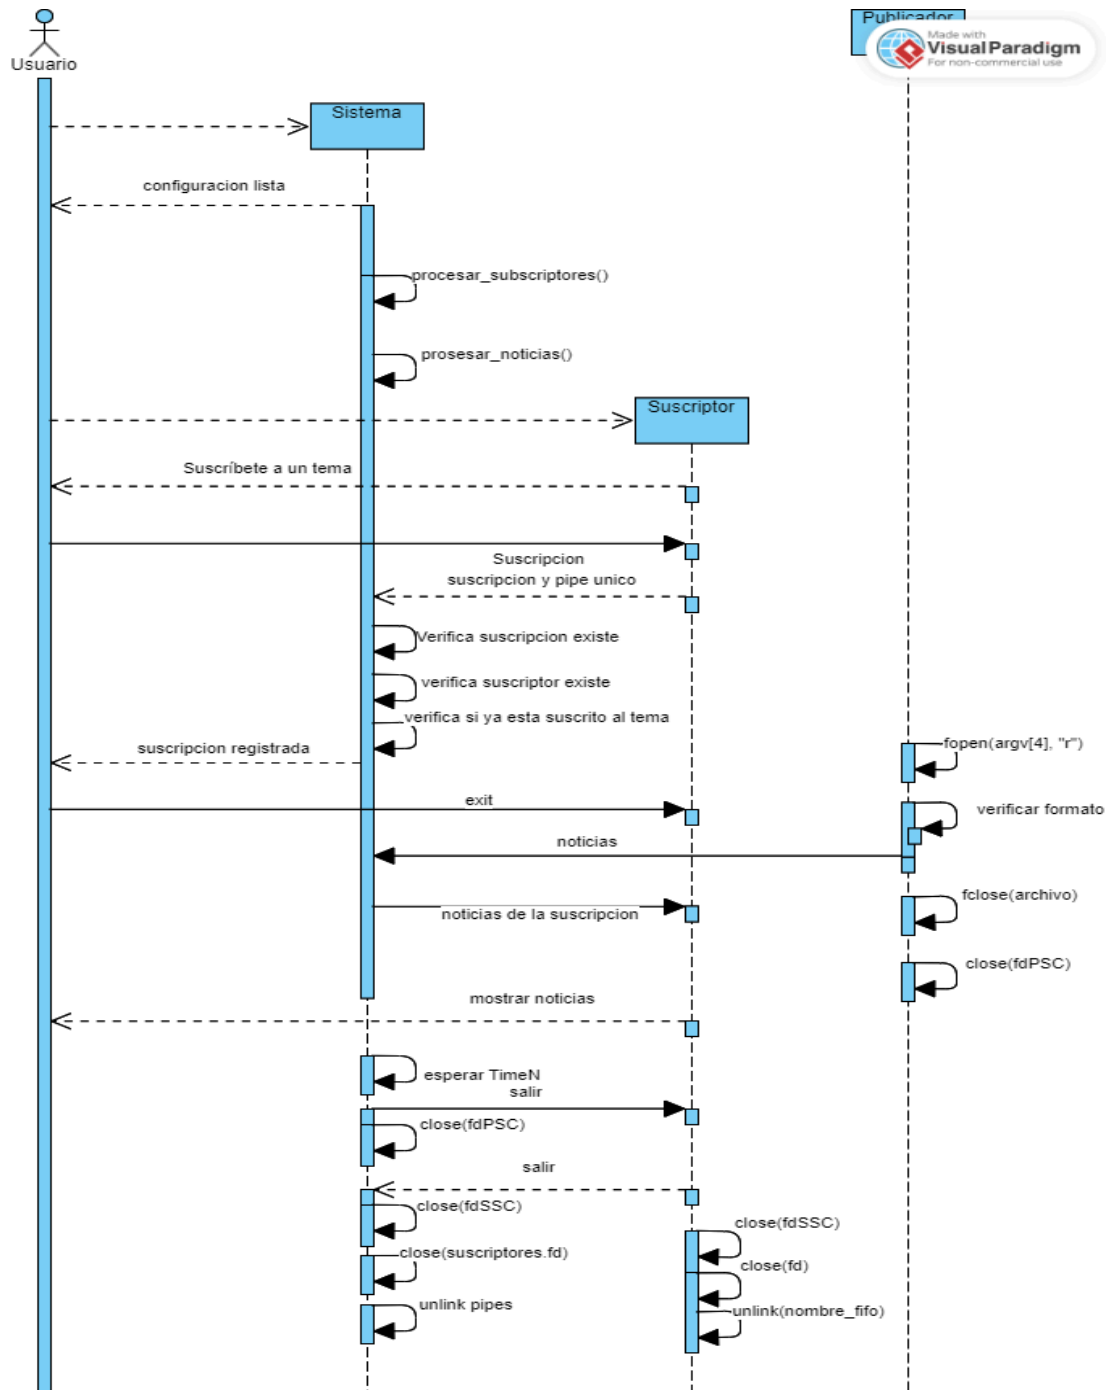 Publicador
Made with
Visual Paradigm
For non-commercial use
Usuario
Sistema
configuracion lista
procesar_subscriptores()
prosesar_noticias()
Suscriptor
Suscríbete a un tema
Suscripcion
suscripcion y pipe unico
Verifica suscripcion existe
verifica suscriptor existe
verifica si ya esta suscrito al tema
suscripcion registrada
fopen(argv[4], "r")
exit
verificar formato
noticias
fclose(archivo)
noticias de la suscripcion
close(fdPSC)
mostrar noticias
esperar TimeN
salir
close(fdPSC)
salir
close(fdSSC)
close(fdSSC)
close(suscriptores.fd)
close(fd)
unlink pipes
unlink(nombre_fifo)